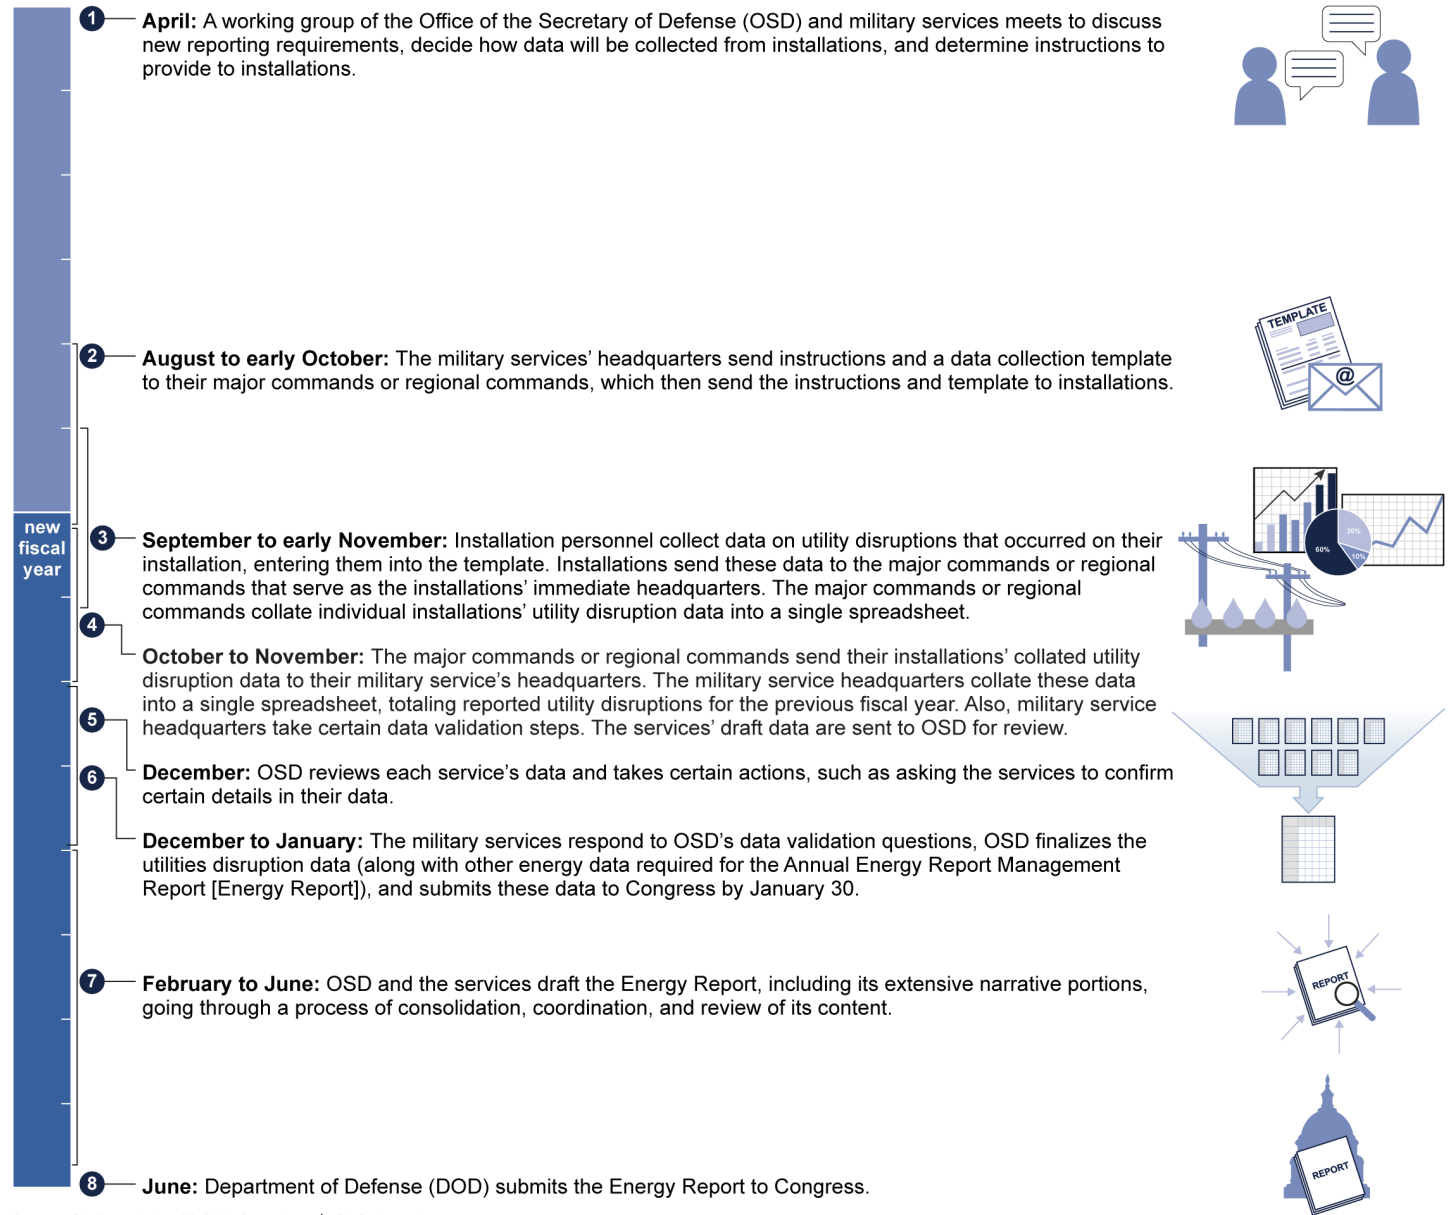 1
April: A working group of the Office of the Secretary of Defense (OSD) and military services meets to discuss
new reporting requirements, decide how data will be collected from installations, and determine instructions to
provide to installations.
TEMPLATE
@
2
August to early October: The military services’ headquarters send instructions and a data collection template
to their major commands or regional commands, which then send the instructions and template to installations.
new
fiscal
year
30%
60%
10%
3
September to early November: Installation personnel collect data on utility disruptions that occurred on their
installation, entering them into the template. Installations send these data to the major commands or regional
commands that serve as the installations’ immediate headquarters. The major commands or regional
commands collate individual installations’ utility disruption data into a single spreadsheet.
4
October to November: The major commands or regional commands send their installations’ collated utility
disruption data to their military service’s headquarters. The military service headquarters collate these data
into a single spreadsheet, totaling reported utility disruptions for the previous fiscal year. Also, military service
headquarters take certain data validation steps. The services’ draft data are sent to OSD for review.
5
December: OSD reviews each service’s data and takes certain actions, such as asking the services to confirm
certain details in their data.
6
December to January: The military services respond to OSD’s data validation questions, OSD finalizes the
utilities disruption data (along with other energy data required for the Annual Energy Report Management
Report [Energy Report]), and submits these data to Congress by January 30.
7
February to June: OSD and the services draft the Energy Report, including its extensive narrative portions,
going through a process of consolidation, coordination, and review of its content.
REPORT
8
June: Department of Defense (DOD) submits the Energy Report to Congress.
REPORT